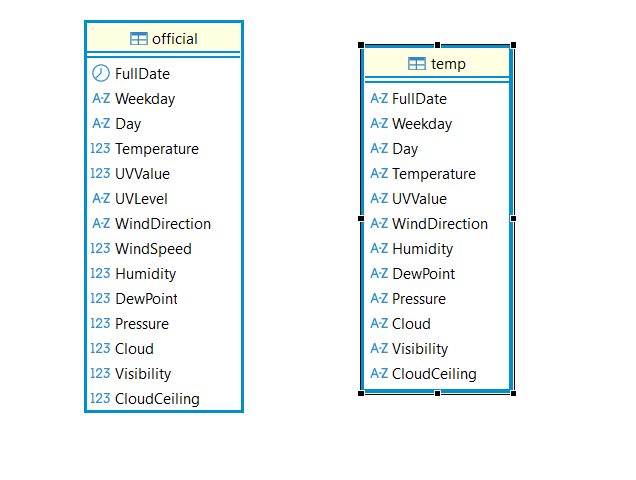 official
FullDate
A-Z Weekday
A-Z Day
123 Temperature
123 UVValue
A-Z UVLevel
A-Z WindDirection
123 WindSpeed
123 Humidity
123 DewPoint
123 Pressure
123 Cloud
123 Visibility
123 CloudCeiling
temp
A-Z FullDate
A-Z Weekday
A-Z Day
A-Z Temperature
A-Z UVValue
A-Z WindDirection
A-Z Humidity
A-Z DewPoint
A-Z Pressure
A-Z Cloud
A-Z Visibility
A-Z CloudCeiling